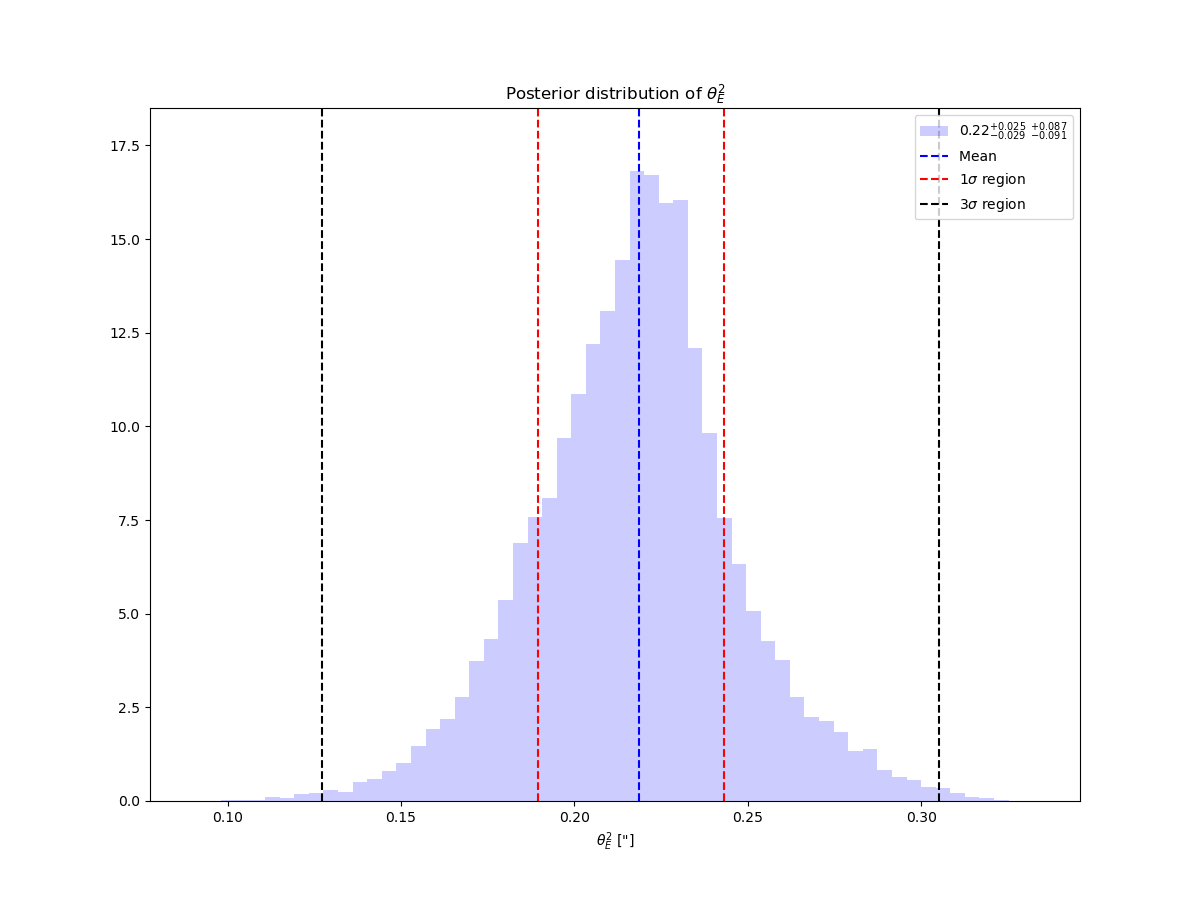 Posterior distribution of θ_E^2
17.5
15.0
12.5
10.0
7.5
5.0
2.5
0.0
0.22^{+0.025}_{-0.029} ^{+0.087}_{-0.091}
Mean
1σ region
3σ region
0.10 0.15 0.20 0.25 0.30
θ_E^2 ["]